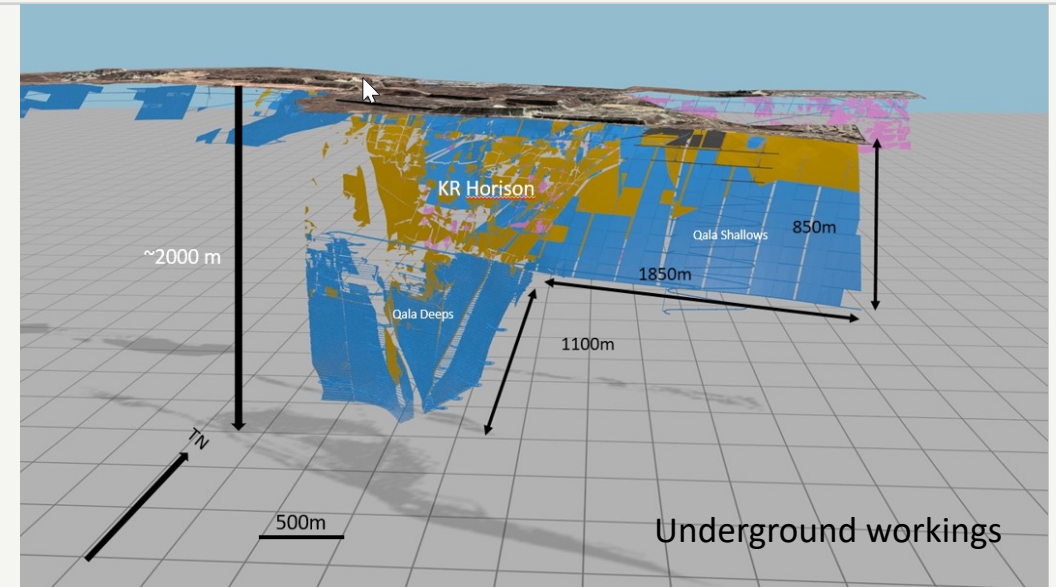 KR Horison
~2000 m
850m
Qala Shallows
1850m
Qala Deeps
1100m
TN
500m
Underground workings